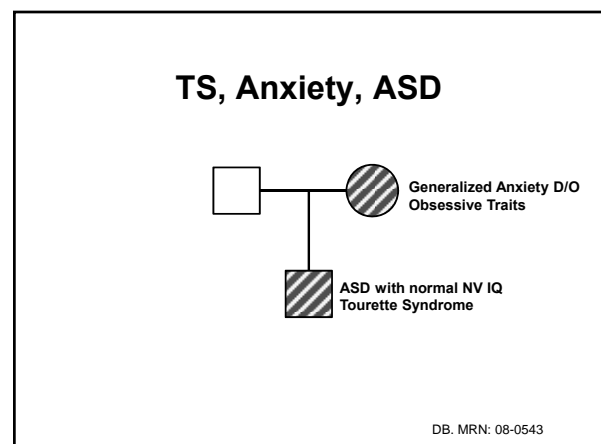 TS, Anxiety, ASD
Generalized Anxiety D/O
Obsessive Traits
ASD with normal NV IQ
Tourette Syndrome
DB. MRN: 08-0543